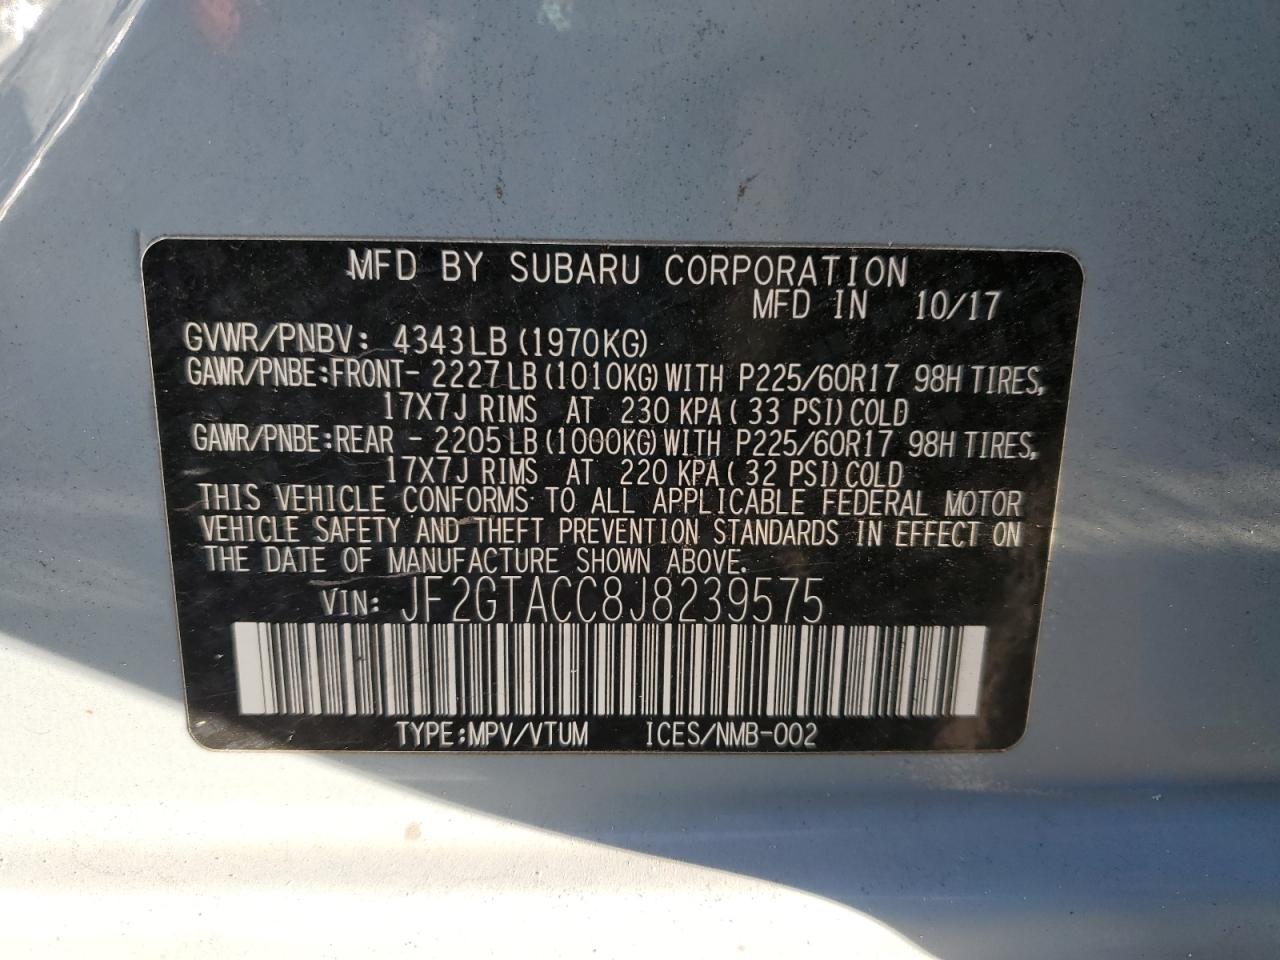 MFD BY SUBARU CORPORATION
MFD IN 10/17
GVWR/PNBV: 4343LB (1970KG)
GAWR/PNBE:FRONT- 2227LB (1010KG) WITH P225/60R17 98H TIRES,
17X7J RIMS AT 230 KPA( 33 PSI) COLD
GAWR/PNBE:REAR - 2205LB (1000KG) WITH P225/60R17 98H TIRES,
17X7J RIMS AT 220 KPA( 32 PSI) COLD
THIS VEHICLE CONFORMS TO ALL APPLICABLE FEDERAL MOTOR
VEHICLE SAFETY AND THEFT PREVENTION STANDARDS IN EFFECT ON
THE DATE OF MANUFACTURE SHOWN ABOVE.
VIN: JF2GTACC8J8239575
TYPE:MPV/VTUM ICES/NMB-002